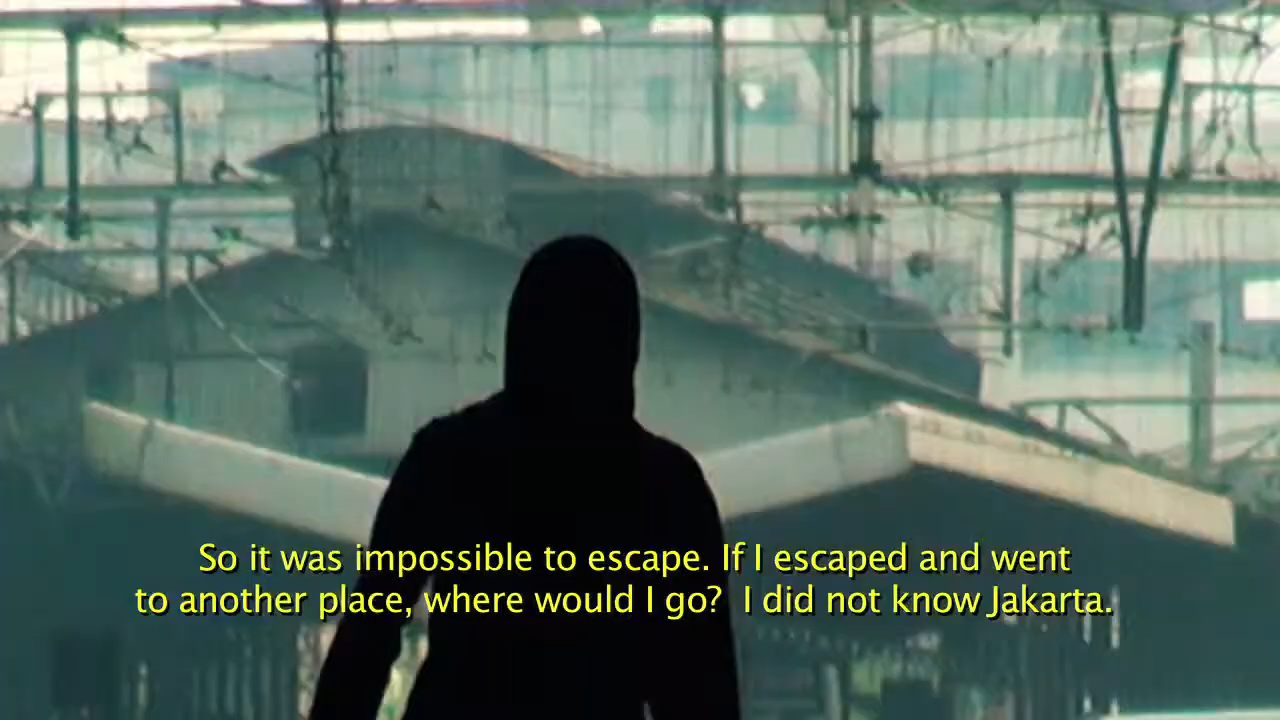 So it was impossible to escape. If I escaped and went
to another place, where would I go?  I did not know Jakarta.